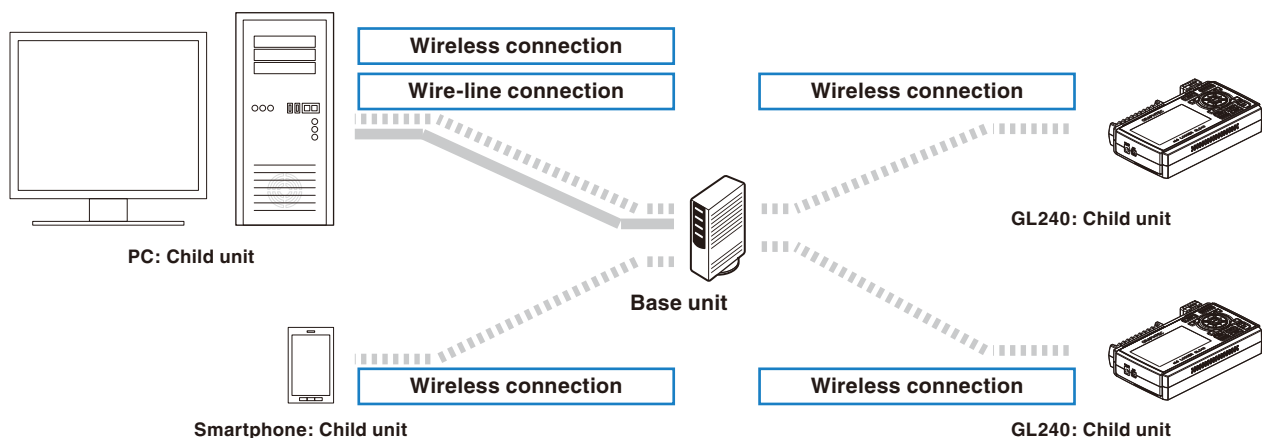 Wireless connection
Wire-line connection
Wireless connection
PC: Child unit
GL240: Child unit
Base unit
Wireless connection
Wireless connection
Smartphone: Child unit
GL240: Child unit